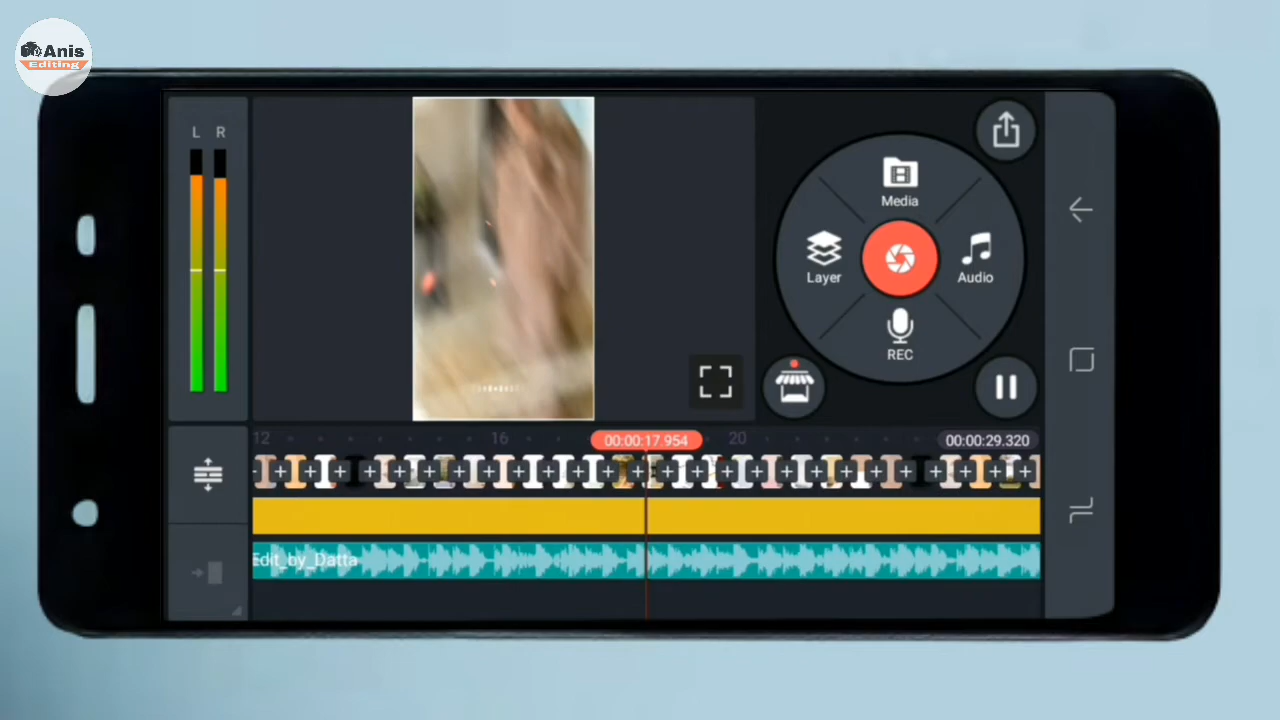 Anis
Editing
L R
Media
Layer
Audio
REC
12
16
00:00:17.954
20
00:00:29.320
Edit_by_Datta